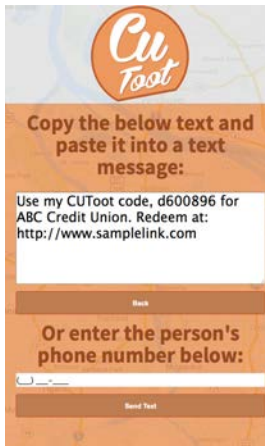 Cu
Toot
Copy the below text and
paste it into a text
message:
Use my CUToot code, d600896 for
ABC Credit Union. Redeem at:
http://www.samplelink.com
Back
Or enter the person's
phone number below:
(__) ___-____
Send Text